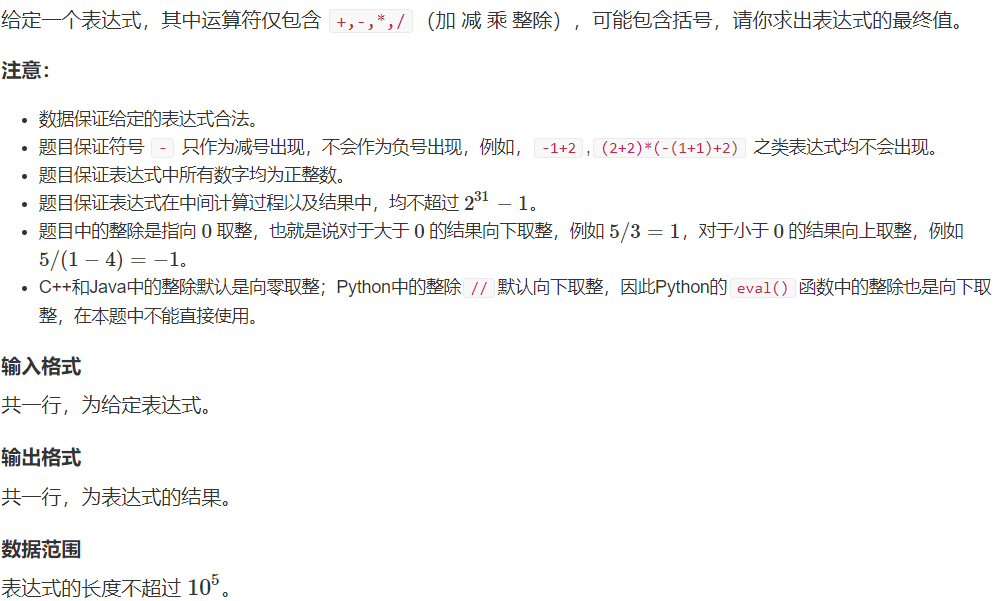 给定一个表达式，其中运算符仅包含 +,-,*,/ （加 减 乘 整除），可能包含括号，请你求出表达式的最终值。
注意：
• 数据保证给定的表达式合法。
• 题目保证符号 - 只作为减号出现，不会作为负号出现，例如， -1+2 , (2+2)*(-(1+1)+2) 之类表达式均不会出现。
• 题目保证表达式中所有数字均为正整数。
• 题目保证表达式在中间计算过程以及结果中，均不超过 2^31 − 1。
• 题目中的整除是指向 0 取整，也就是说对于大于 0 的结果向下取整，例如 5/3 = 1，对于小于 0 的结果向上取整，例如
5/(1 − 4) = −1。
• C++和Java中的整除默认是向零取整；Python中的整除 // 默认向下取整，因此Python的 eval() 函数中的整除也是向下取
整，在本题中不能直接使用。
输入格式
共一行，为给定表达式。
输出格式
共一行，为表达式的结果。
数据范围
表达式的长度不超过 10^5。